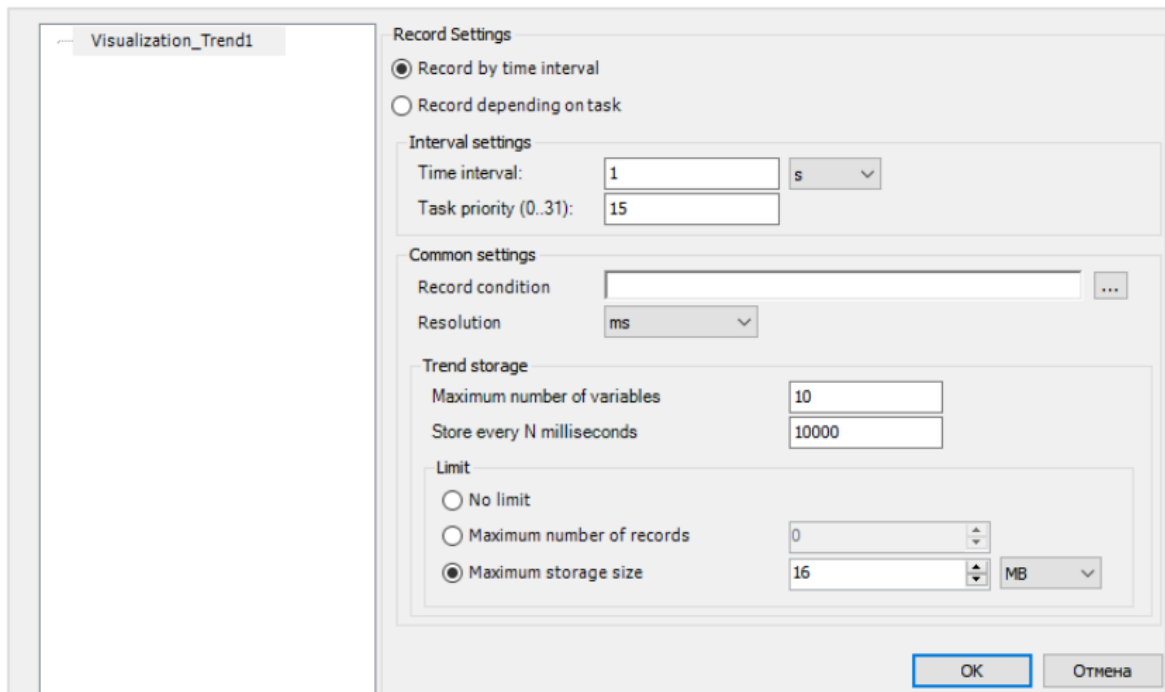 Visualization_Trend1
Record Settings
Record by time interval
Record depending on task
Interval settings
Time interval: 1 s
Task priority (0..31): 15
Common settings
Record condition ...
Resolution ms
Trend storage
Maximum number of variables 10
Store every N milliseconds 10000
Limit
No limit
Maximum number of records 0
Maximum storage size 16 MB
OK Отмена